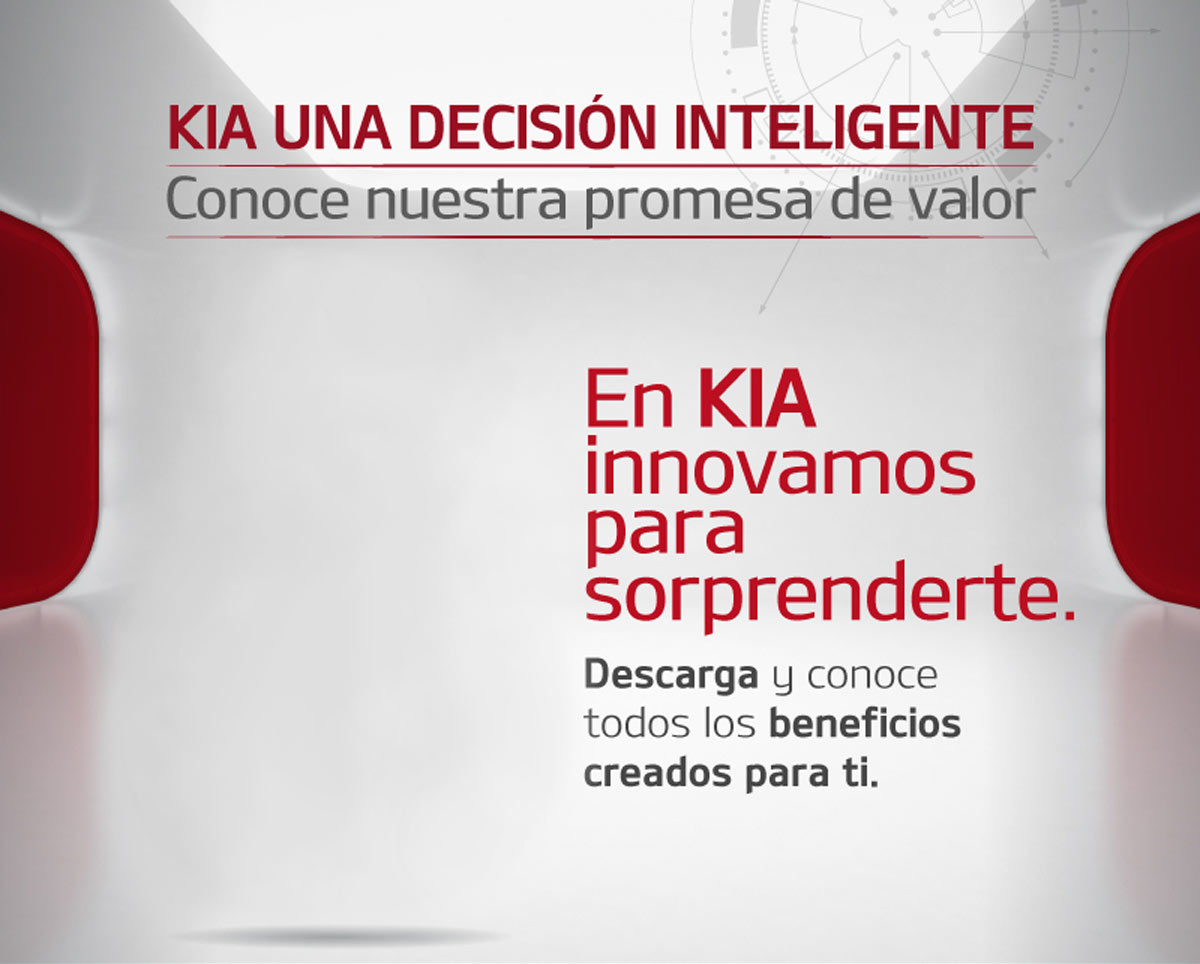 KIA UNA DECISIÓN INTELIGENTE
Conoce nuestra promesa de valor
En KIA
innovamos
para
sorprenderte.
Descarga y conoce
todos los beneficios
creados para ti.